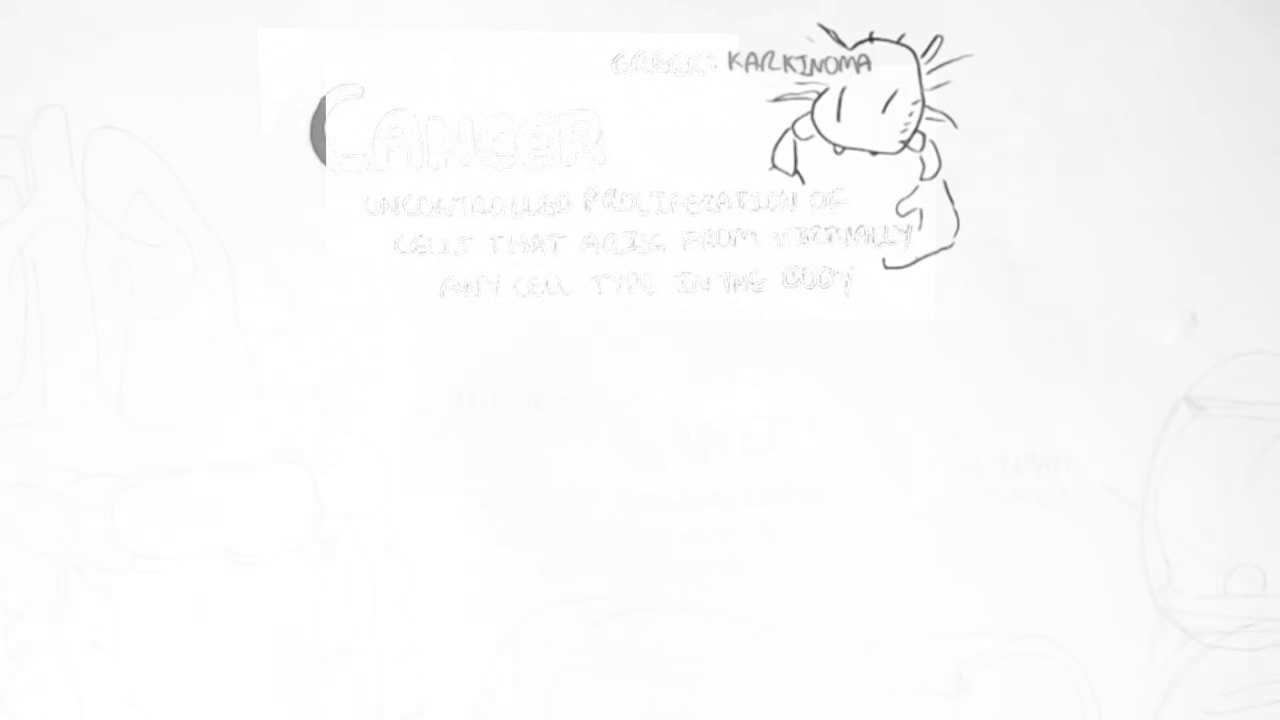 GREEK: KARKINOMA
CANCER
UNCONTROLLED PROLIFERATION OF
CELLS THAT ARISE FROM VIRTUALLY
ANY CELL TYPE IN THE BODY